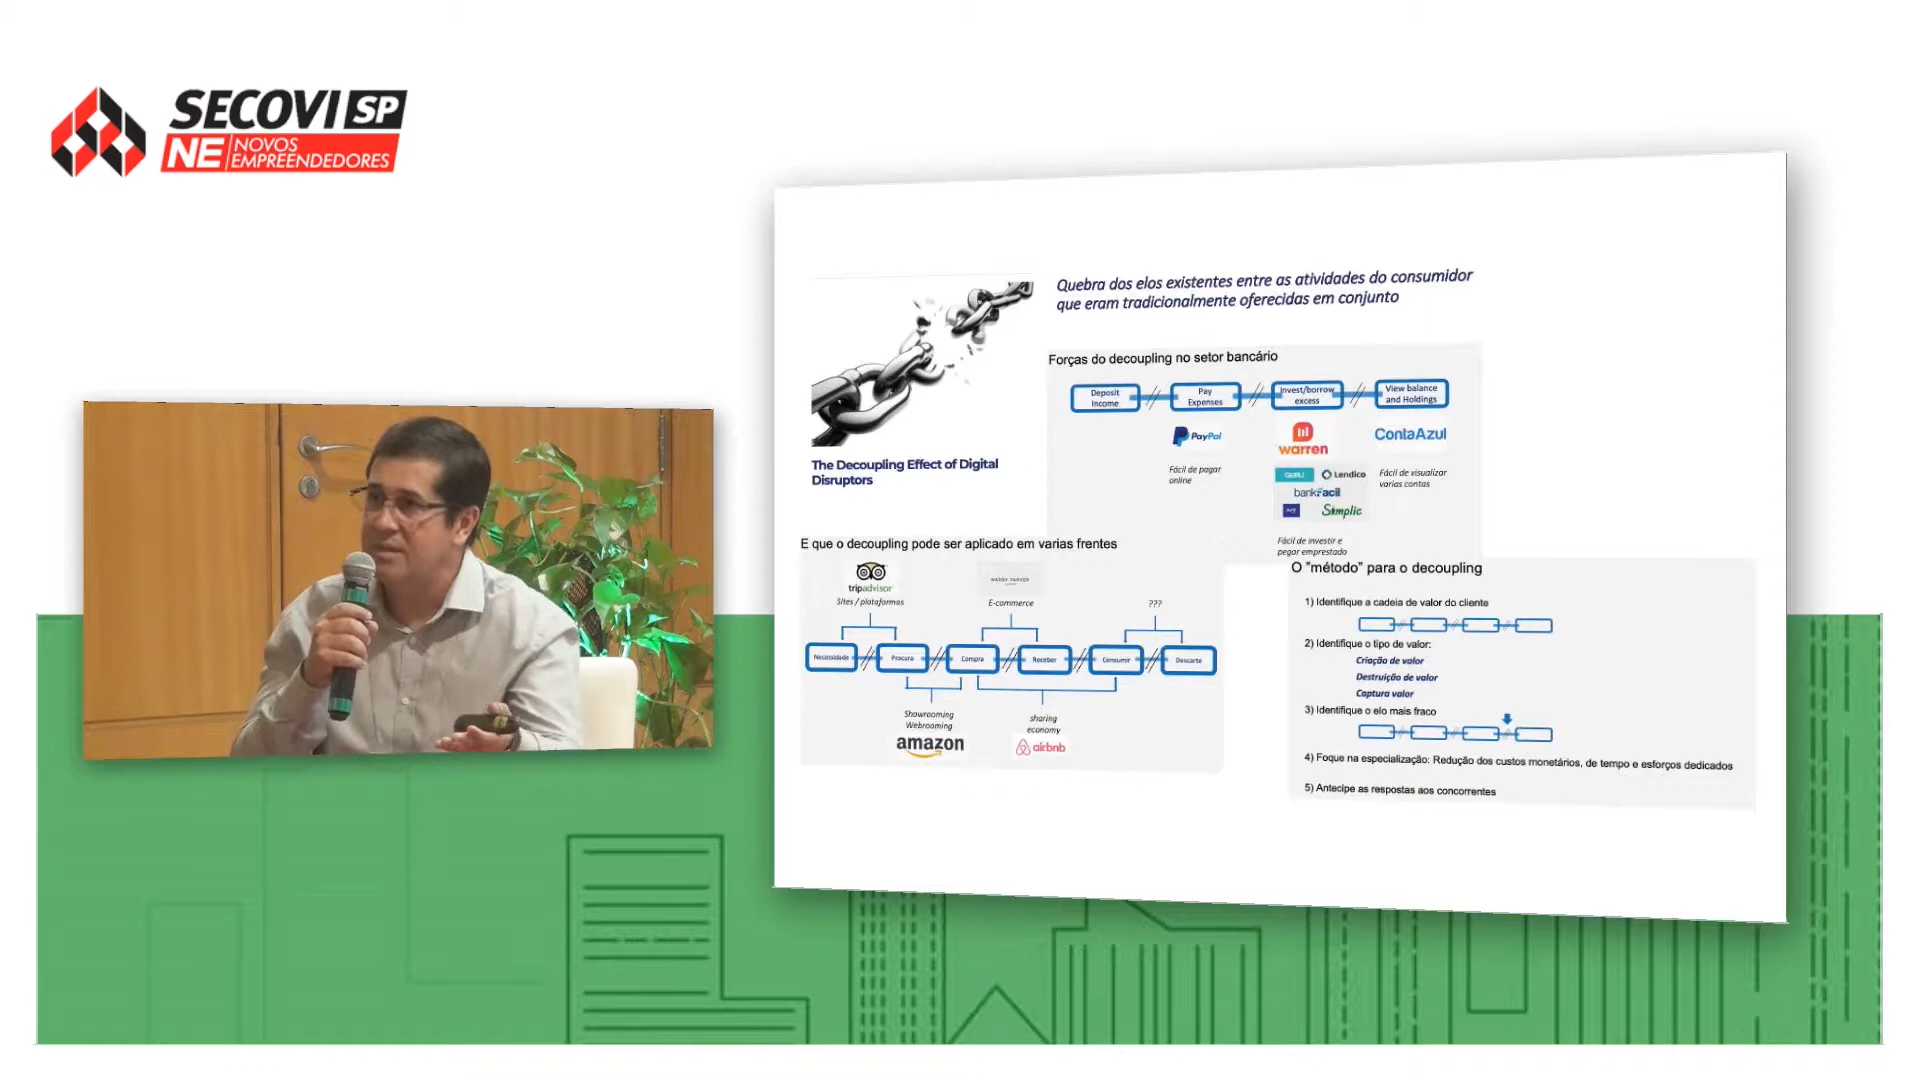 SECOVI SP
NE NOVOS
EMPREENDEDORES
Quebra dos elos existentes entre as atividades do consumidor
que eram tradicionalmente oferecidas em conjunto
The Decoupling Effect of Digital
Disruptors
Forças do decoupling no setor bancário
Deposit
Income
Pay
Expenses
Invest/borrow
excess
View balance
and Holdings
PayPal
warren
ContaAzul
Fácil de pagar
online
Lendico
bankFacil
Simplic
Fácil de visualizar
varias contas
Fácil de investir e
pegar emprestado
E que o decoupling pode ser aplicado em varias frentes
tripadvisor
Sites / plataformas
E-commerce
???
Necessidade
Procura
Compra
Receber
Consumir
Descarte
Showrooming
Webrooming
amazon
sharing
economy
airbnb
O "método" para o decoupling
1) Identifique a cadeia de valor do cliente
2) Identifique o tipo de valor:
Criação de valor
Destruição de valor
Captura valor
3) Identifique o elo mais fraco
4) Foque na especialização: Redução dos custos monetários, de tempo e esforços dedicados
5) Antecipe as respostas aos concorrentes